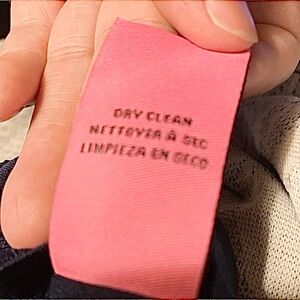 DRY CLEAN
NETTOYER À SEC
LIMPIEZA EN SECO